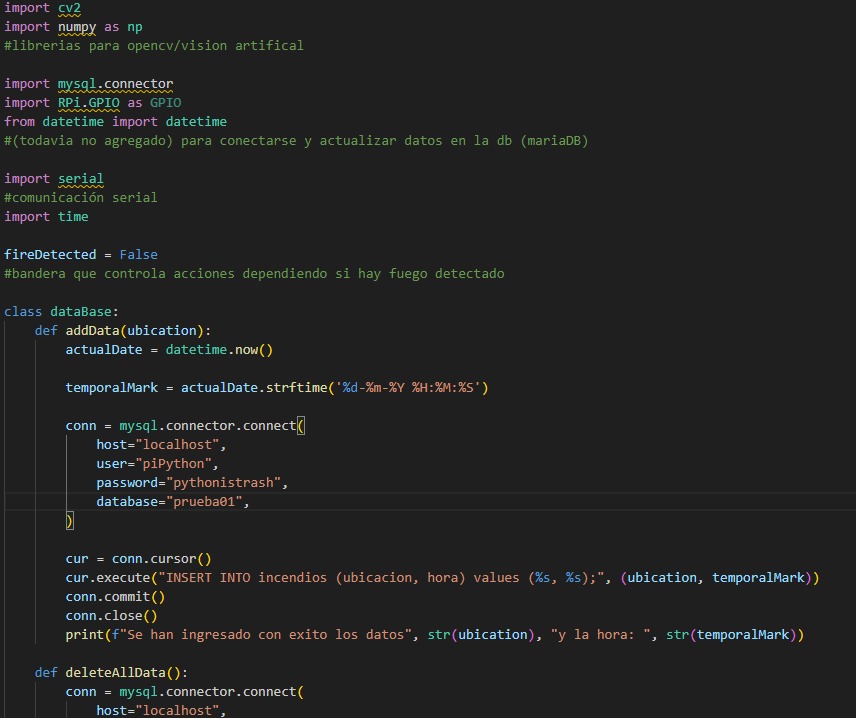 import cv2
import numpy as np
#librerias para opencv/vision artifical
import mysql.connector
import RPi.GPIO as GPIO
from datetime import datetime
#(todavia no agregado) para conectarse y actualizar datos en la db (mariaDB)
import serial
#comunicación serial
import time
fireDetected = False
#bandera que controla acciones dependiendo si hay fuego detectado
class dataBase:
    def addData(ubication):
        actualDate = datetime.now()
        temporalMark = actualDate.strftime('%d-%m-%Y %H:%M:%S')
        conn = mysql.connector.connect(
            host="localhost",
            user="piPython",
            password="pythonistrash",
            database="prueba01",
        )
        cur = conn.cursor()
        cur.execute("INSERT INTO incendios (ubicacion, hora) values (%s, %s);", (ubication, temporalMark))
        conn.commit()
        conn.close()
        print(f"Se han ingresado con exito los datos", str(ubication), "y la hora: ", str(temporalMark))
    def deleteAllData():
        conn = mysql.connector.connect(
            host="localhost",